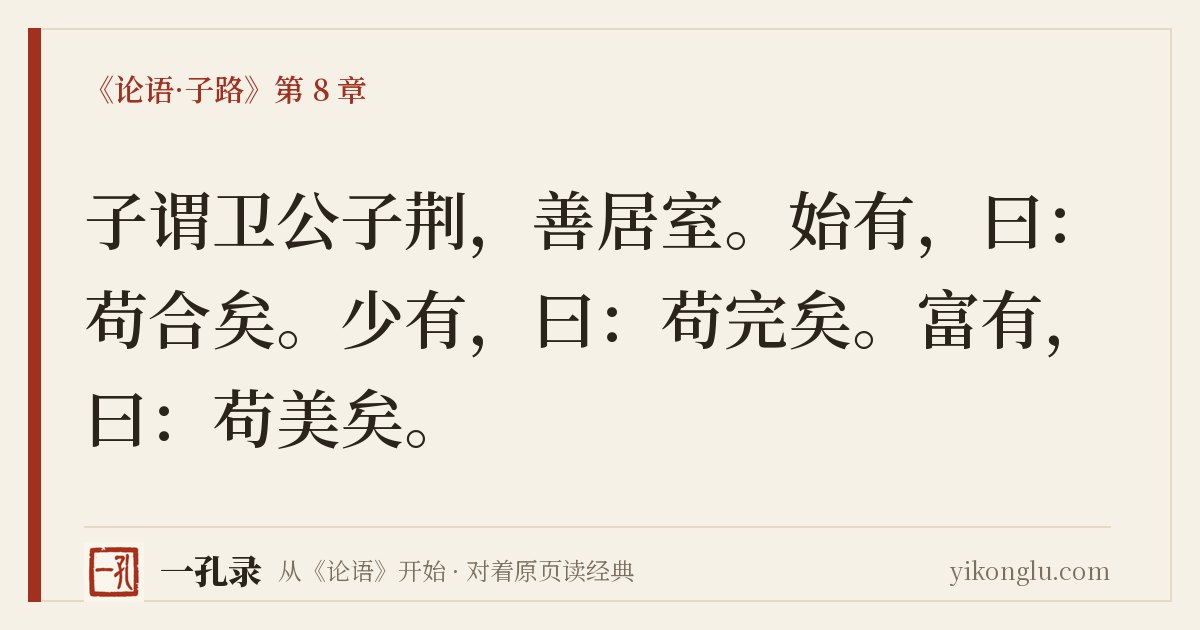 《论语·子路》第 8 章
子谓卫公子荆，善居室。始有，曰：
苟合矣。少有，曰：苟完矣。富有，
曰：苟美矣。
一孔
一孔录 从《论语》开始 · 对着原页读经典 yikonglu.com